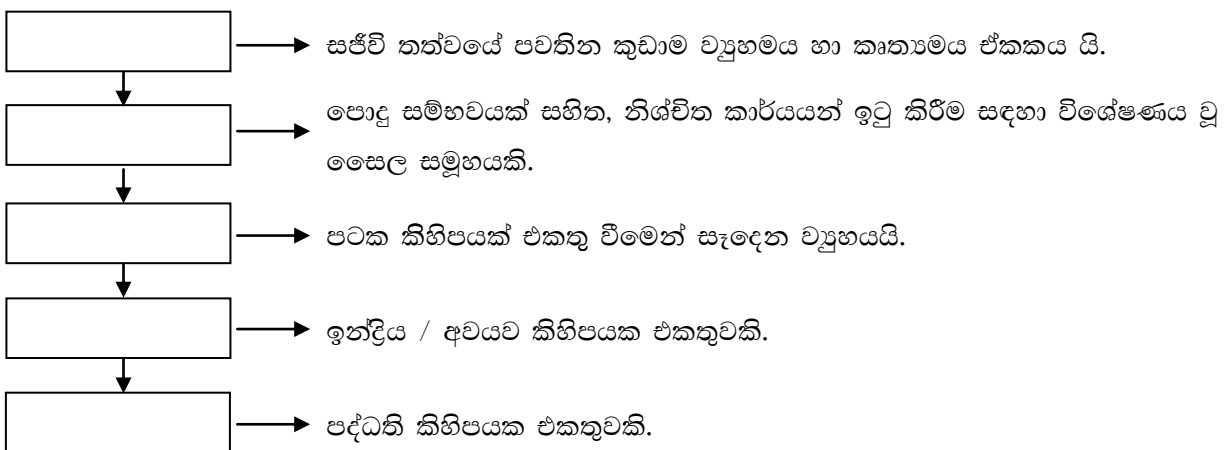 සජීවි තත්වයේ පවතින කුඩාම ව්‍යුහමය හා කෘත්‍යමය ඒකකය යි.
පොදු සම්භවයක් සහිත, නිශ්චිත කාර්යයන් ඉටු කිරීම සඳහා විශේෂණය වූ
සෛල සමූහයකි.
පටක කිහිපයක් එකතු වීමෙන් සෑදෙන ව්‍යුහයයි.
ඉන්ද්‍රිය / අවයව කිහිපයක එකතුවකි.
පද්ධති කිහිපයක එකතුවකි.